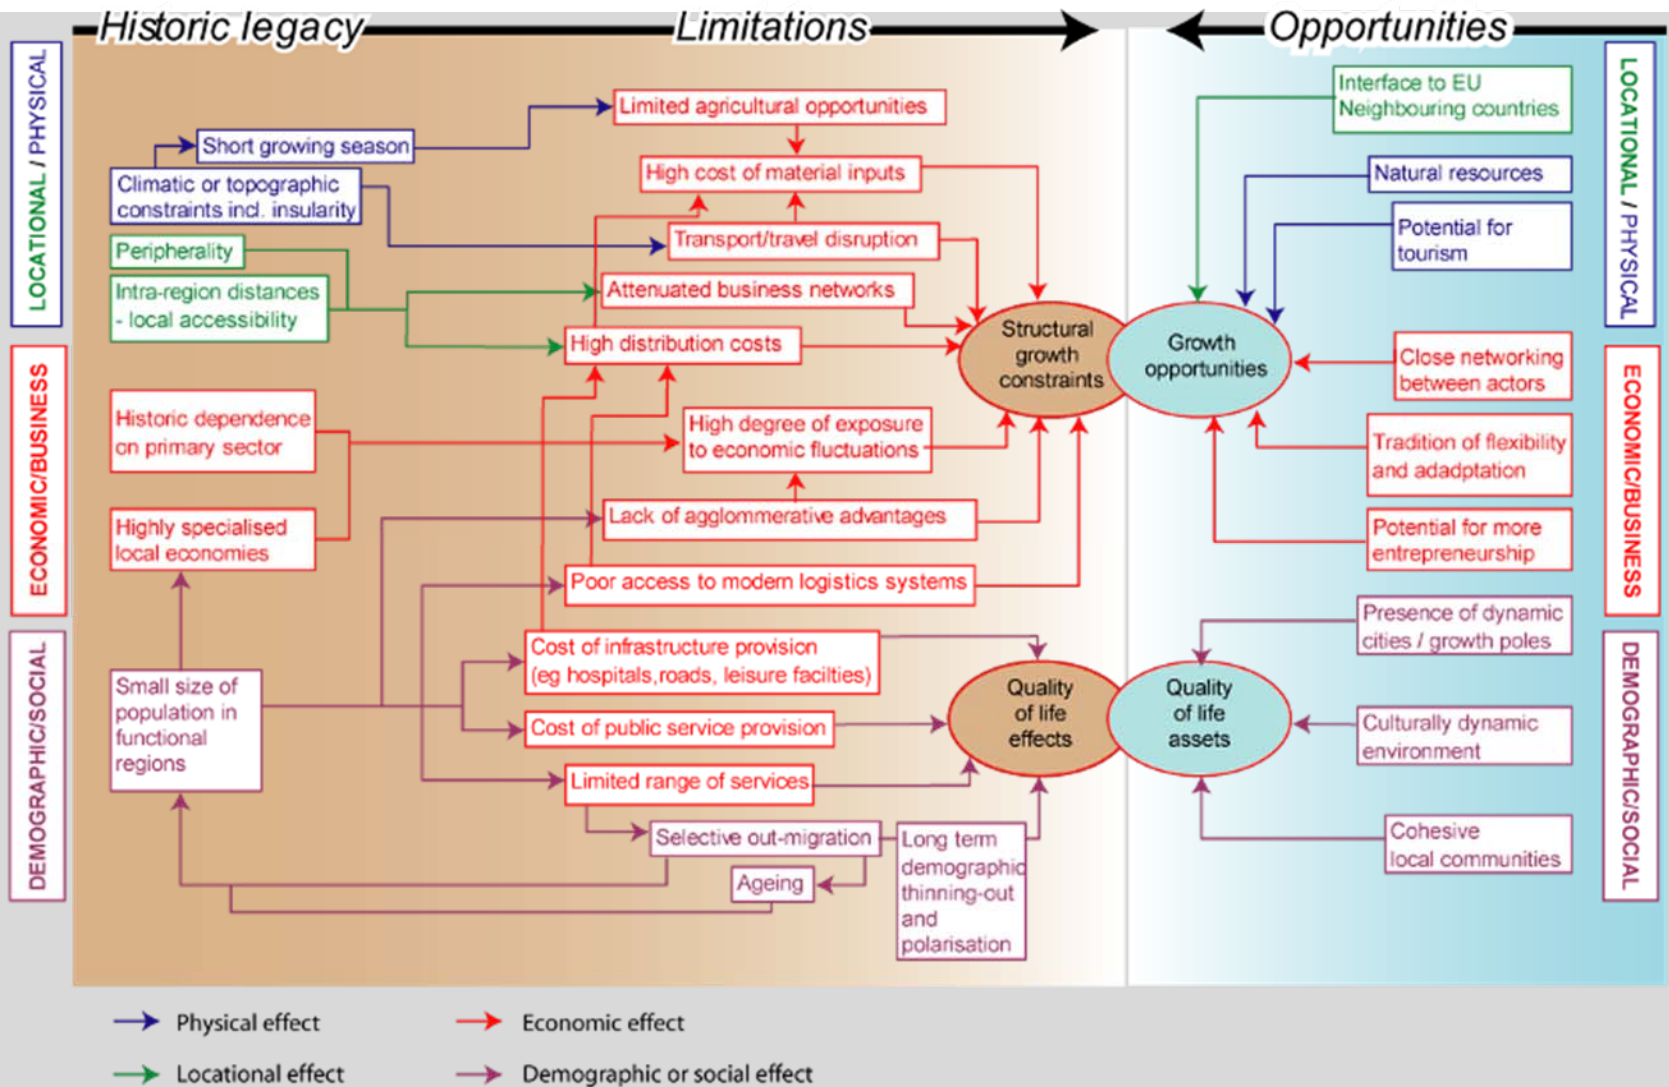 Historic legacy
Limitations
Opportunities
LOCATIONAL / PHYSICAL
ECONOMIC/BUSINESS
DEMOGRAPHIC/SOCIAL
Short growing season
Climatic or topographic
constraints incl. insularity
Peripherality
Intra-region distances
- local accessibility
Historic dependence
on primary sector
Highly specialised
local economies
Small size of
population in
functional
regions
Limited agricultural opportunities
High cost of material inputs
Transport/travel disruption
Attenuated business networks
High distribution costs
High degree of exposure
to economic fluctuations
Lack of agglommerative advantages
Poor access to modern logistics systems
Cost of infrastructure provision
(eg hospitals,roads, leisure facilties)
Cost of public service provision
Limited range of services
Selective out-migration
Ageing
Long term
demographic
thinning-out
and
polarisation
Structural
growth
constraints
Growth
opportunities
Quality
of life
effects
Quality
of life
assets
Interface to EU
Neighbouring countries
Natural resources
Potential for
tourism
Close networking
between actors
Tradition of flexibility
and adadptation
Potential for more
entrepreneurship
Presence of dynamic
cities / growth poles
Culturally dynamic
environment
Cohesive
local communities
LOCATIONAL / PHYSICAL
ECONOMIC/BUSINESS
DEMOGRAPHIC/SOCIAL
Physical effect
Economic effect
Locational effect
Demographic or social effect